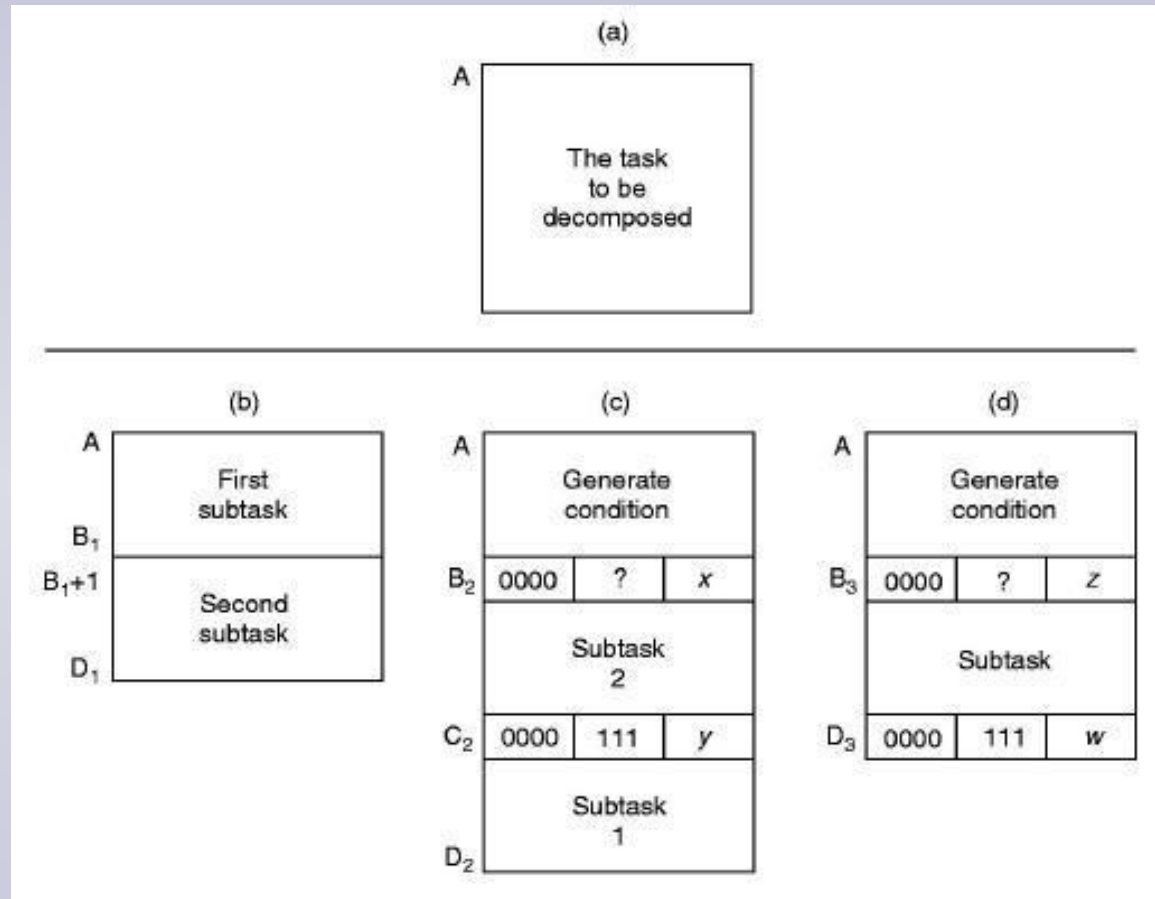 (a)
A
The task
to be
decomposed
(b)
A
First
subtask
B₁
B₁+1
Second
subtask
D₁
(c)
A
Generate
condition
B₂ 0000 ? x
Subtask
2
C₂ 0000 111 y
Subtask
1
D₂
(d)
A
Generate
condition
B₃ 0000 ? z
Subtask
D₃ 0000 111 w